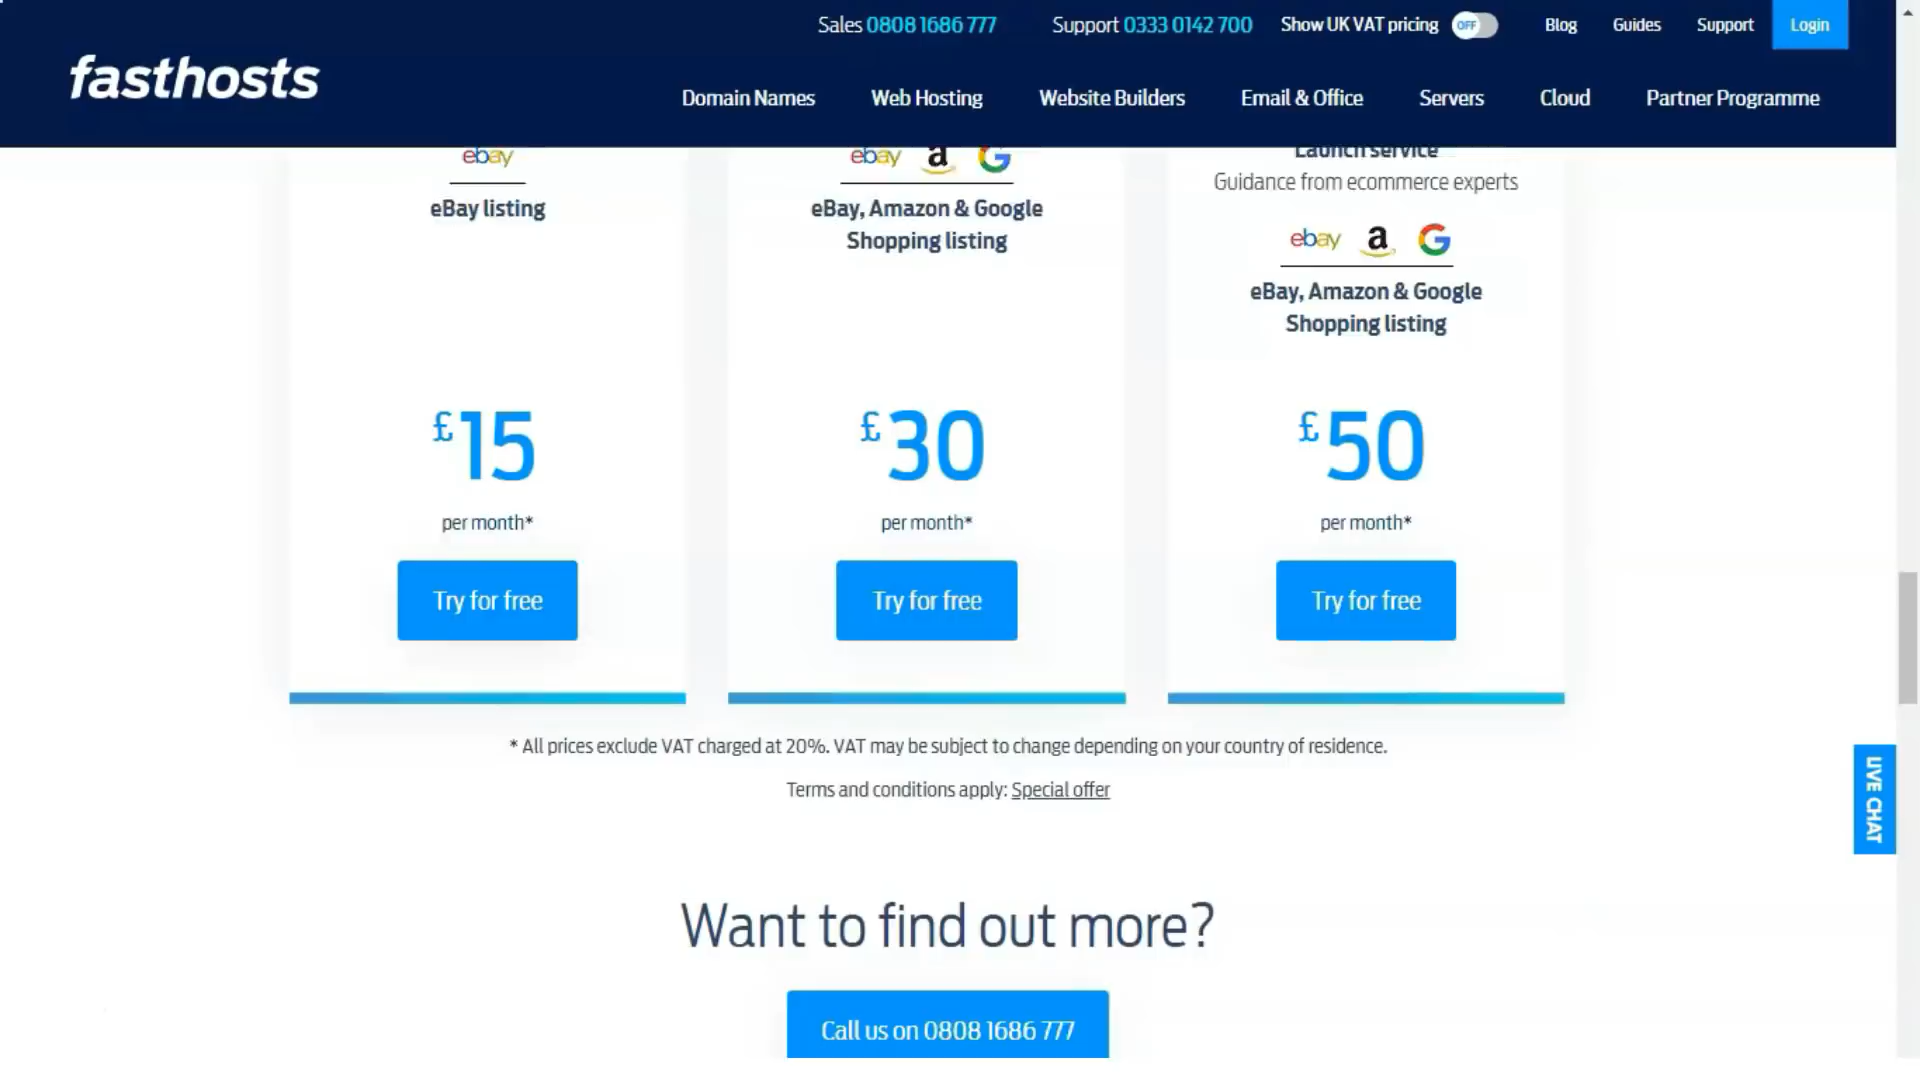 Sales 0808 1686 777 Support 0333 0142 700 Show UK VAT pricing OFF Blog Guides Support Login
fasthosts
Domain Names Web Hosting Website Builders Email & Office Servers Cloud Partner Programme
Launch service
Guidance from ecommerce experts
ebay
eBay listing
ebay a G
eBay, Amazon & Google
Shopping listing
ebay a G
eBay, Amazon & Google
Shopping listing
£15
per month*
Try for free
£30
per month*
Try for free
£50
per month*
Try for free
* All prices exclude VAT charged at 20%. VAT may be subject to change depending on your country of residence.
Terms and conditions apply: Special offer
LIVE CHAT
Want to find out more?
Call us on 0808 1686 777